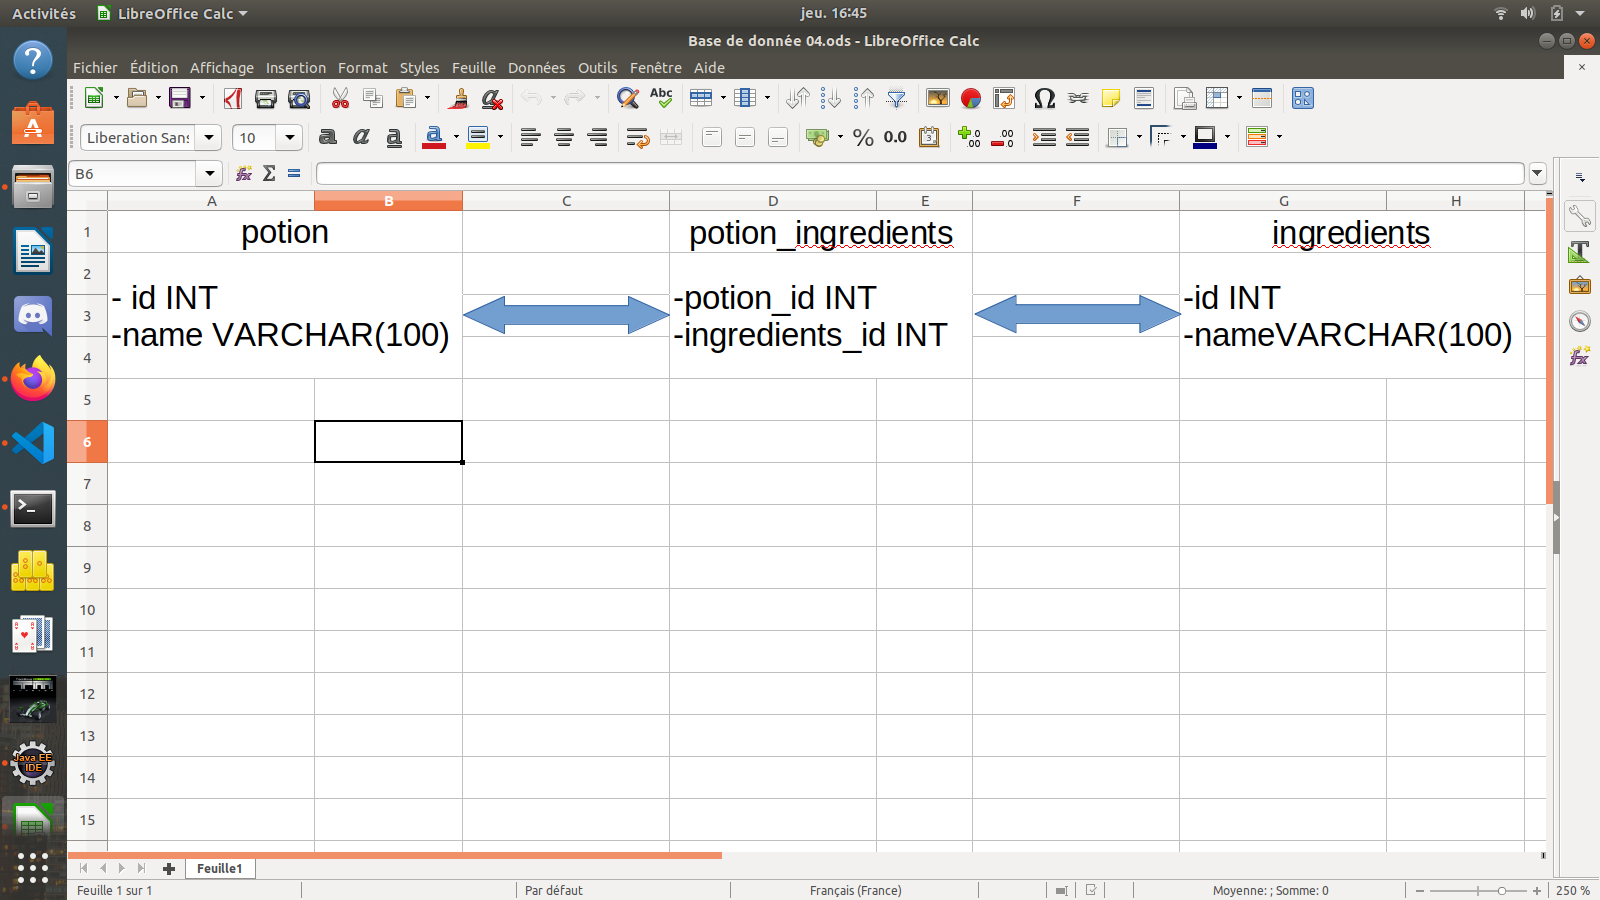 Activités LibreOffice Calc jeu. 16:45
Base de donnée 04.ods - LibreOffice Calc
Fichier Édition Affichage Insertion Format Styles Feuille Données Outils Fenêtre Aide
Liberation Sans 10
B6
A B C D E F G H
1 potion potion_ingredients ingredients
2
- id INT -potion_id INT -id INT
3
-name VARCHAR(100) -ingredients_id INT -nameVARCHAR(100)
4
5
6
7
8
9
10
11
12
13
14
15
Java EE
IDE
Feuille1
Feuille 1 sur 1 Par défaut Français (France) Moyenne: ; Somme: 0 250 %